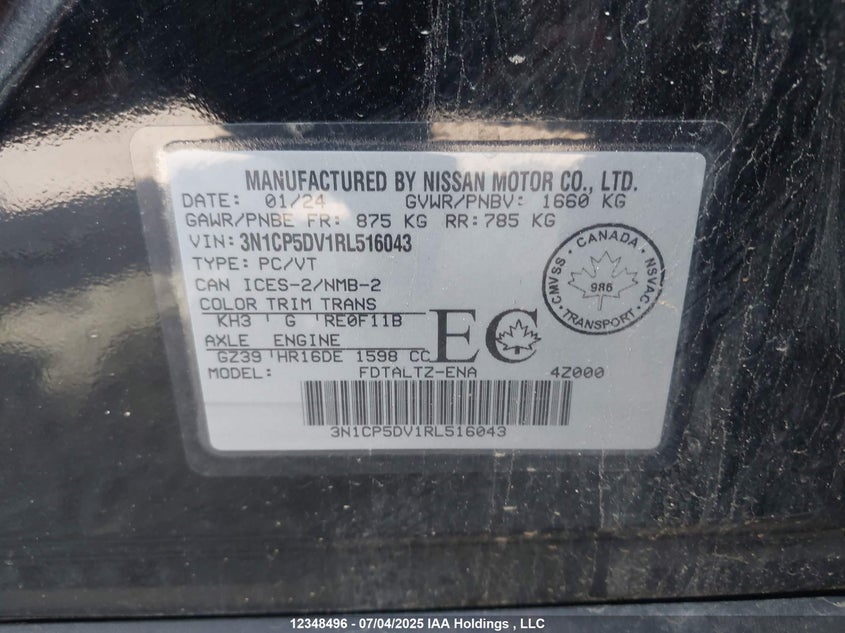 MANUFACTURED BY NISSAN MOTOR CO., LTD.
DATE: 01/24 GVWR/PNBV: 1660 KG
GAWR/PNBE FR: 875 KG RR: 785 KG
VIN: 3N1CP5DV1RL516043
TYPE: PC/VT
CAN ICES-2/NMB-2
COLOR TRIM TRANS
KH3 ' G 'RE0F11B
AXLE ENGINE
GZ39 'HR16DE 1598 CC
MODEL: FDTALTZ-ENA 4Z000
EC
CMVSS · CANADA · NSVAC · TRANSPORT ·
986
3N1CP5DV1RL516043
12348496 - 07/04/2025 IAA Holdings , LLC